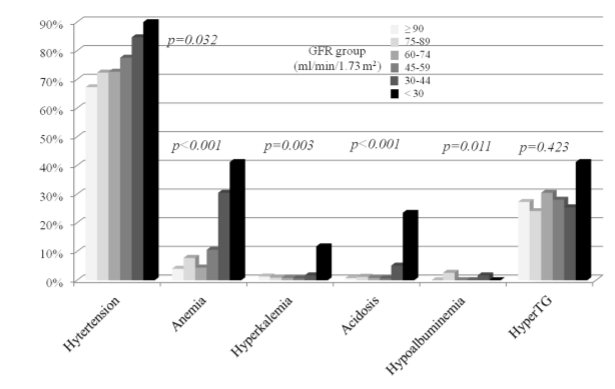 90%
80%
70%
60%
50%
40%
30%
20%
10%
0%
p=0.032
GFR group
(ml/min/1.73 m²)
≥90
75-89
60-74
45-59
30-44
<30
p<0.001
p=0.003
p<0.001
p=0.011
p=0.423
Hytertension
Anemia
Hyperkalemia
Acidosis
Hypoalbuminemia
HyperTG